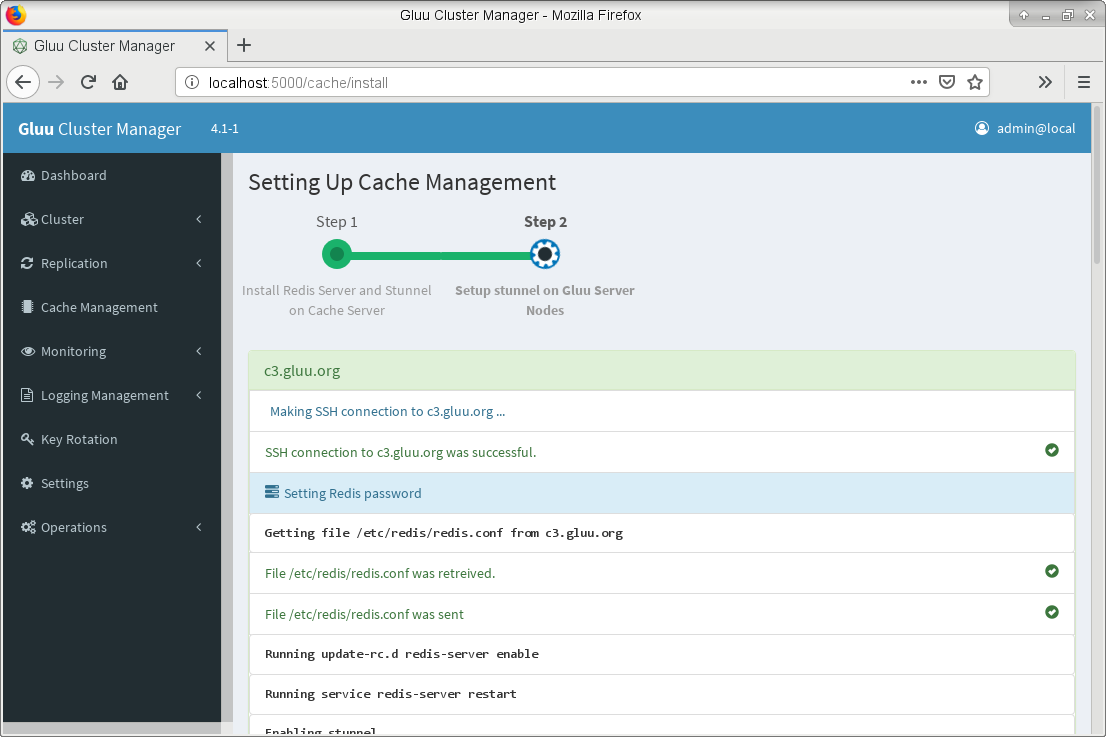 Gluu Cluster Manager - Mozilla Firefox
Gluu Cluster Manager
localhost:5000/cache/install
Gluu Cluster Manager 4.1-1 admin@local
Dashboard
Cluster
Replication
Cache Management
Monitoring
Logging Management
Key Rotation
Settings
Operations
Setting Up Cache Management
Step 1 Step 2
Install Redis Server and Stunnel
on Cache Server
Setup stunnel on Gluu Server
Nodes
c3.gluu.org
Making SSH connection to c3.gluu.org ...
SSH connection to c3.gluu.org was successful.
Setting Redis password
Getting file /etc/redis/redis.conf from c3.gluu.org
File /etc/redis/redis.conf was retreived.
File /etc/redis/redis.conf was sent
Running update-rc.d redis-server enable
Running service redis-server restart
Enabling stunnel